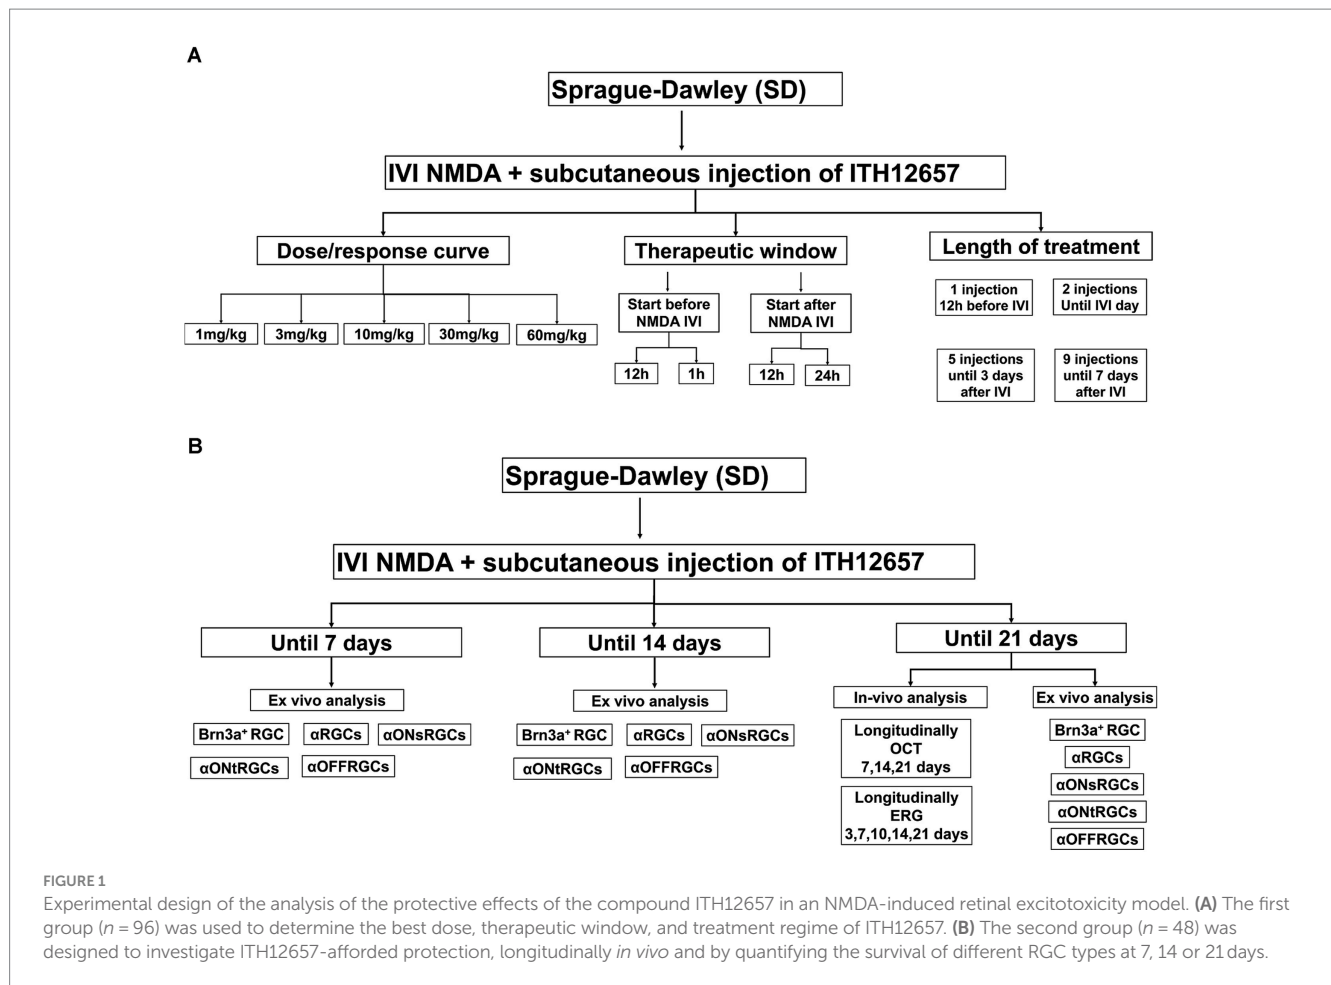 A
Sprague-Dawley (SD)
IVI NMDA + subcutaneous injection of ITH12657
Dose/response curve
Therapeutic window
Length of treatment
1mg/kg
3mg/kg
10mg/kg
30mg/kg
60mg/kg
Start before
NMDA IVI
Start after
NMDA IVI
12h
1h
12h
24h
1 injection
12h before IVI
2 injections
Until IVI day
5 injections
until 3 days
after IVI
9 injections
until 7 days
after IVI
B
Sprague-Dawley (SD)
IVI NMDA + subcutaneous injection of ITH12657
Until 7 days
Until 14 days
Until 21 days
Ex vivo analysis
Brn3a⁺ RGC
αRGCs
αONsRGCs
αONtRGCs
αOFFRGCs
Ex vivo analysis
Brn3a⁺ RGC
αRGCs
αONsRGCs
αONtRGCs
αOFFRGCs
In-vivo analysis
Longitudinally
OCT
7,14,21 days
Longitudinally
ERG
3,7,10,14,21 days
Ex vivo analysis
Brn3a⁺ RGC
αRGCs
αONsRGCs
αONtRGCs
αOFFRGCs
FIGURE 1
Experimental design of the analysis of the protective effects of the compound ITH12657 in an NMDA-induced retinal excitotoxicity model. (A) The first
group (n = 96) was used to determine the best dose, therapeutic window, and treatment regime of ITH12657. (B) The second group (n = 48) was
designed to investigate ITH12657-afforded protection, longitudinally in vivo and by quantifying the survival of different RGC types at 7, 14 or 21 days.